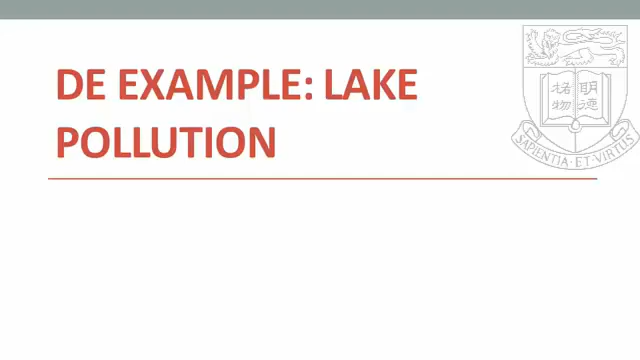 DE EXAMPLE: LAKE
POLLUTION
明德
格物
SAPIENTIA·ET·VIRTUS